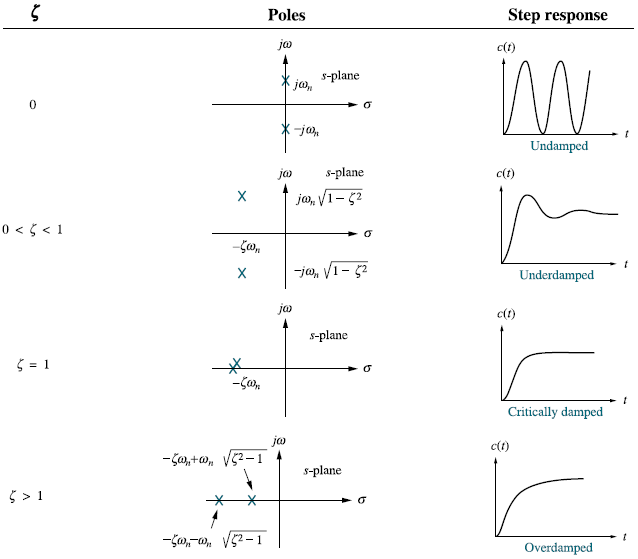 ζ Poles Step response
0
jω
s-plane
jωₙ
σ
−jωₙ
c(t)
t
Undamped
0 < ζ < 1
jω
s-plane
jωₙ √1 − ζ²
σ
−ζωₙ
−jωₙ √1 − ζ²
c(t)
t
Underdamped
ζ = 1
jω
s-plane
σ
−ζωₙ
c(t)
t
Critically damped
ζ > 1
jω
−ζωₙ+ωₙ √ζ²−1
s-plane
σ
−ζωₙ−ωₙ √ζ²−1
c(t)
t
Overdamped